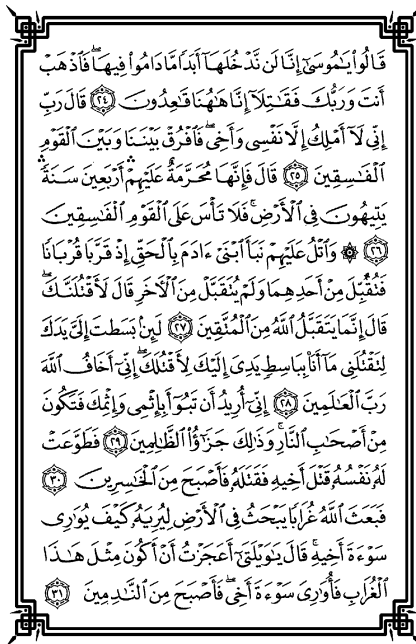 قَالُوا۟ يَـٰمُوسَىٰٓ إِنَّا لَن نَّدْخُلَهَآ أَبَدًا مَّا دَامُوا۟ فِيهَا ۖ فَٱذْهَبْ
أَنتَ وَرَبُّكَ فَقَـٰتِلَآ إِنَّا هَـٰهُنَا قَـٰعِدُونَ ٢٤ قَالَ رَبِّ
إِنِّى لَآ أَمْلِكُ إِلَّا نَفْسِى وَأَخِى ۖ فَٱفْرُقْ بَيْنَنَا وَبَيْنَ ٱلْقَوْمِ
ٱلْفَـٰسِقِينَ ٢٥ قَالَ فَإِنَّهَا مُحَرَّمَةٌ عَلَيْهِمْ ۛ أَرْبَعِينَ سَنَةً ۛ
يَتِيهُونَ فِى ٱلْأَرْضِ ۚ فَلَا تَأْسَ عَلَى ٱلْقَوْمِ ٱلْفَـٰسِقِينَ
٢٦ ۞ وَٱتْلُ عَلَيْهِمْ نَبَأَ ٱبْنَىْ ءَادَمَ بِٱلْحَقِّ إِذْ قَرَّبَا قُرْبَانًا
فَتُقُبِّلَ مِنْ أَحَدِهِمَا وَلَمْ يُتَقَبَّلْ مِنَ ٱلْـَٔاخَرِ قَالَ لَأَقْتُلَنَّكَ ۖ
قَالَ إِنَّمَا يَتَقَبَّلُ ٱللَّهُ مِنَ ٱلْمُتَّقِينَ ٢٧ لَئِنۢ بَسَطتَ إِلَىَّ يَدَكَ
لِتَقْتُلَنِى مَآ أَنَا۠ بِبَاسِطٍ يَدِىَ إِلَيْكَ لِأَقْتُلَكَ ۖ إِنِّىٓ أَخَافُ ٱللَّهَ
رَبَّ ٱلْعَـٰلَمِينَ ٢٨ إِنِّىٓ أُرِيدُ أَن تَبُوٓأَ بِإِثْمِى وَإِثْمِكَ فَتَكُونَ
مِنْ أَصْحَـٰبِ ٱلنَّارِ ۚ وَذَٰلِكَ جَزَٰٓؤُا۟ ٱلظَّـٰلِمِينَ ٢٩ فَطَوَّعَتْ
لَهُۥ نَفْسُهُۥ قَتْلَ أَخِيهِ فَقَتَلَهُۥ فَأَصْبَحَ مِنَ ٱلْخَـٰسِرِينَ ٣٠
فَبَعَثَ ٱللَّهُ غُرَابًا يَبْحَثُ فِى ٱلْأَرْضِ لِيُرِيَهُۥ كَيْفَ يُوَٰرِى
سَوْءَةَ أَخِيهِ ۚ قَالَ يَـٰوَيْلَتَىٰٓ أَعَجَزْتُ أَنْ أَكُونَ مِثْلَ هَـٰذَا
ٱلْغُرَابِ فَأُوَٰرِىَ سَوْءَةَ أَخِى ۖ فَأَصْبَحَ مِنَ ٱلنَّـٰدِمِينَ ٣١